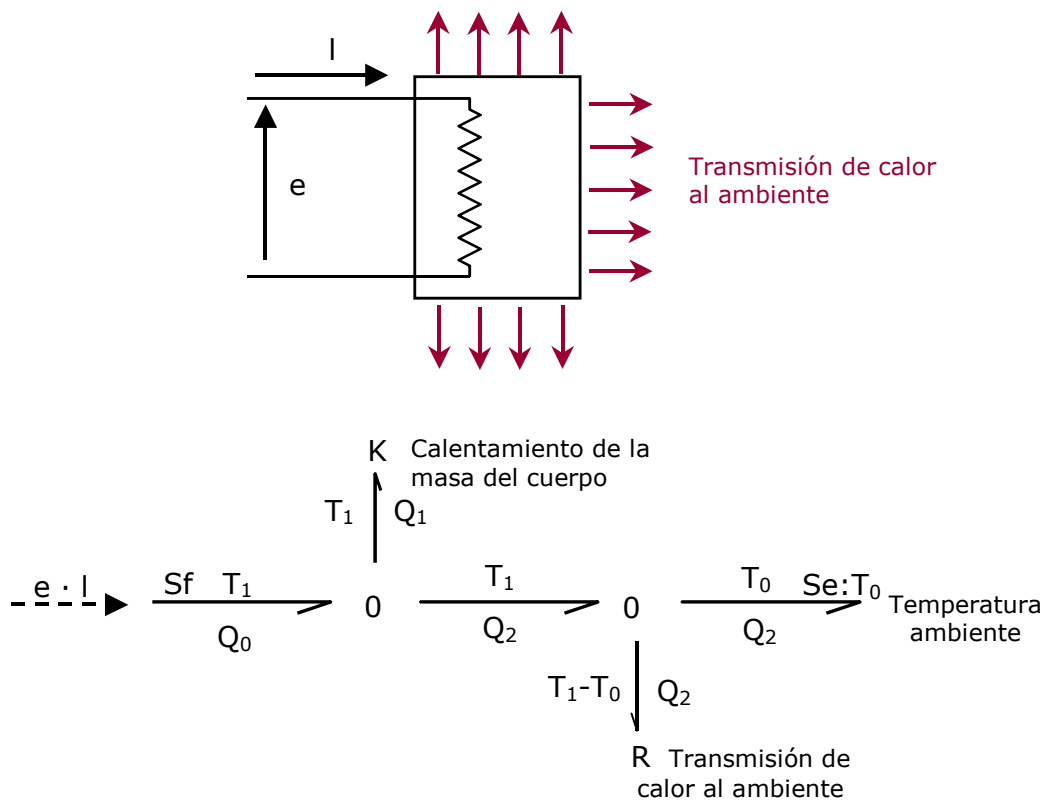 I
e
Transmisión de calor
al ambiente
K Calentamiento de la
masa del cuerpo
T₁ Q₁
e · I
Sf T₁
Q₀
0
T₁
Q₂
0
T₀
Q₂
Se:T₀
Temperatura
ambiente
T₁-T₀ Q₂
R Transmisión de
calor al ambiente